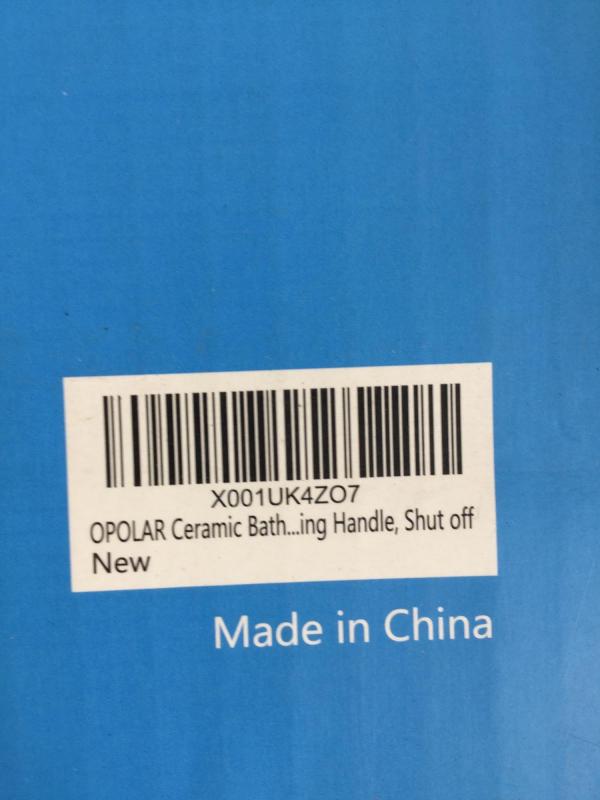 X001UK4ZO7
OPOLAR Ceramic Bath...ing Handle, Shut off
New
Made in China